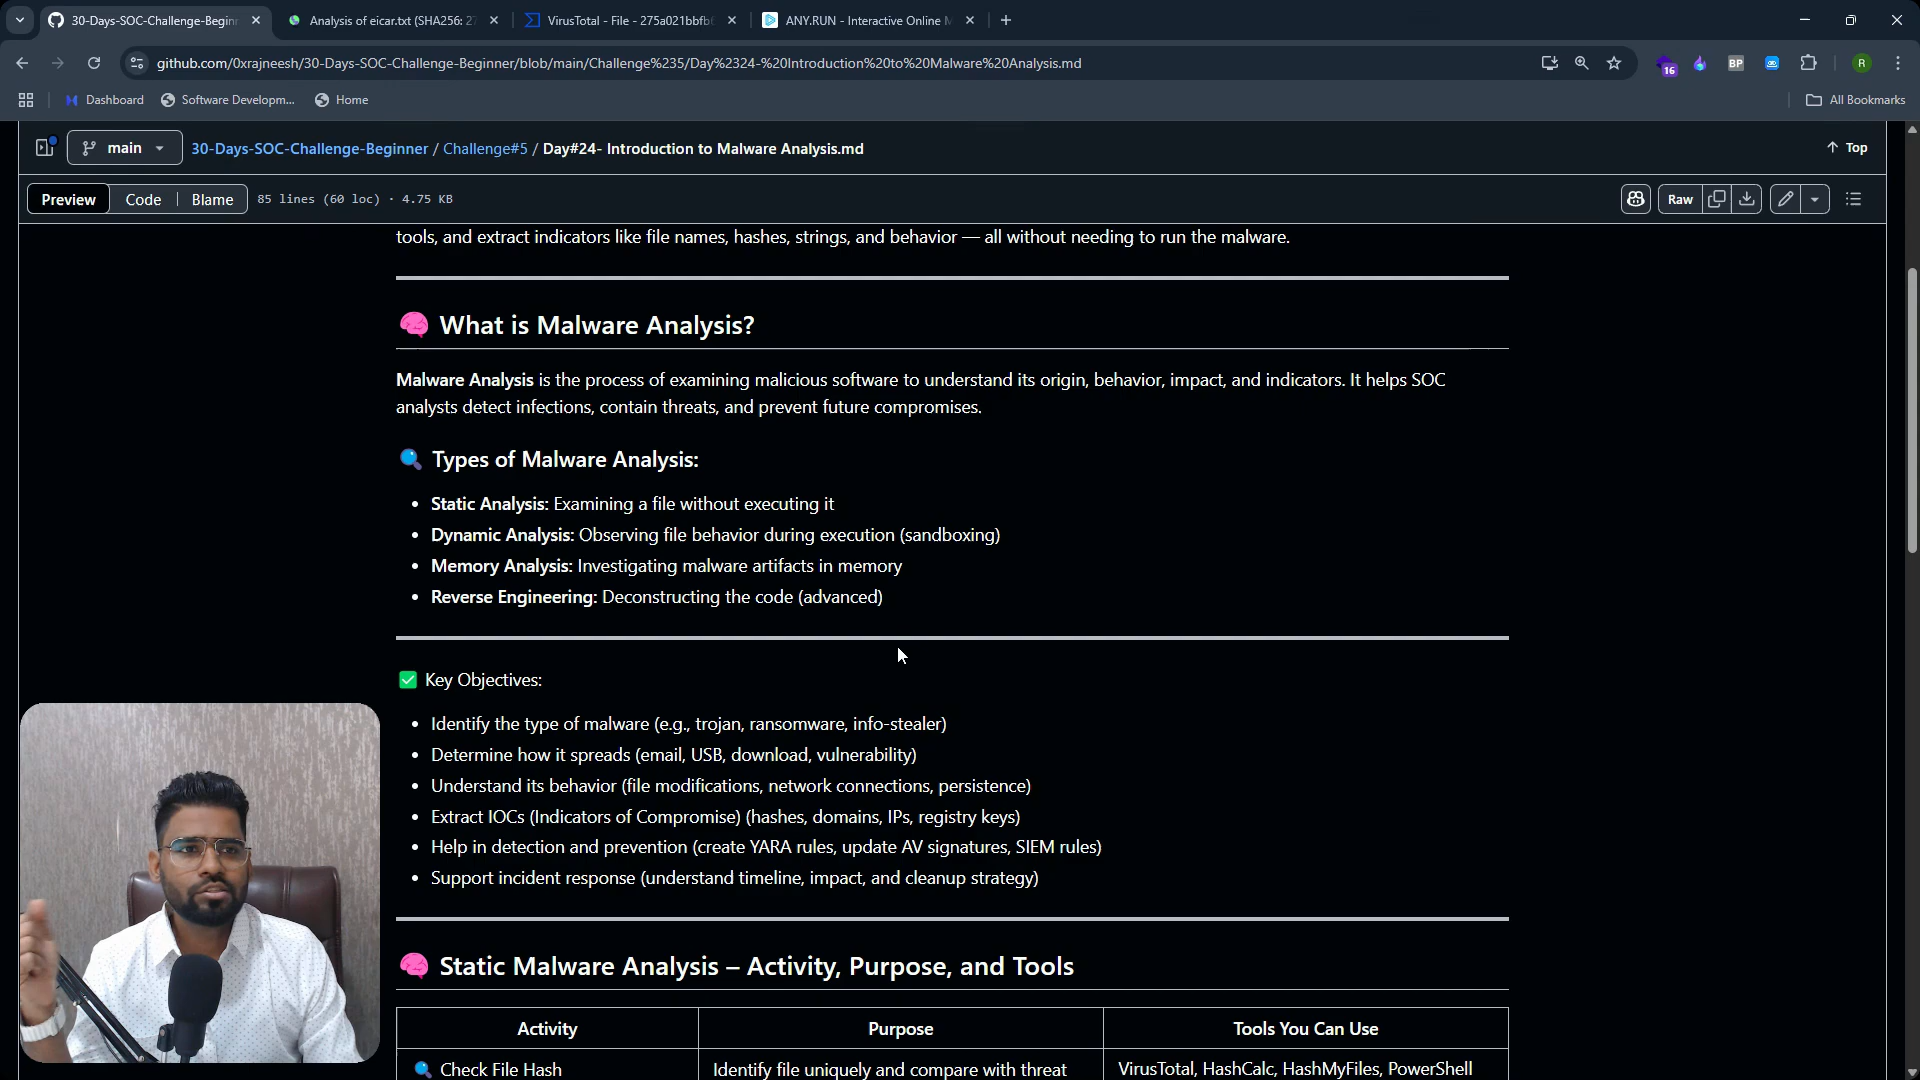 30-Days-SOC-Challenge-Beginn
Analysis of eicar.txt (SHA256: 27
VirusTotal - File - 275a021bbfb6
ANY.RUN - Interactive Online M
github.com/0xrajneesh/30-Days-SOC-Challenge-Beginner/blob/main/Challenge%235/Day%2324-%20Introduction%20to%20Malware%20Analysis.md
16
BP
R
Dashboard
Software Developm...
Home
All Bookmarks
main
30-Days-SOC-Challenge-Beginner / Challenge#5 / Day#24- Introduction to Malware Analysis.md
Top
Preview
Code
Blame
85 lines (60 loc) · 4.75 KB
Raw
tools, and extract indicators like file names, hashes, strings, and behavior — all without needing to run the malware.
🧠 What is Malware Analysis?
Malware Analysis is the process of examining malicious software to understand its origin, behavior, impact, and indicators. It helps SOC
analysts detect infections, contain threats, and prevent future compromises.
🔍 Types of Malware Analysis:
• Static Analysis: Examining a file without executing it
• Dynamic Analysis: Observing file behavior during execution (sandboxing)
• Memory Analysis: Investigating malware artifacts in memory
• Reverse Engineering: Deconstructing the code (advanced)
✅ Key Objectives:
• Identify the type of malware (e.g., trojan, ransomware, info-stealer)
• Determine how it spreads (email, USB, download, vulnerability)
• Understand its behavior (file modifications, network connections, persistence)
• Extract IOCs (Indicators of Compromise) (hashes, domains, IPs, registry keys)
• Help in detection and prevention (create YARA rules, update AV signatures, SIEM rules)
• Support incident response (understand timeline, impact, and cleanup strategy)
🧠 Static Malware Analysis – Activity, Purpose, and Tools
Activity
Purpose
Tools You Can Use
🔍 Check File Hash
Identify file uniquely and compare with threat
VirusTotal, HashCalc, HashMyFiles, PowerShell